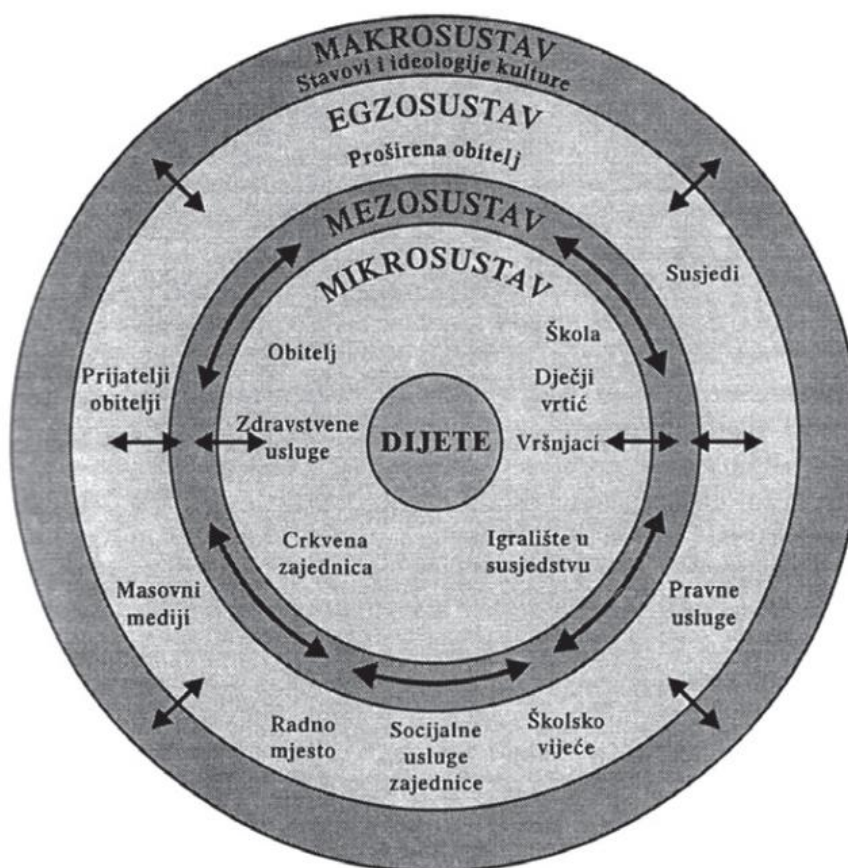 MAKROSUSTAV
Stavovi i ideologije kulture
EGZOSUSTAV
Proširena obitelj
MEZOSUSTAV
MIKROSUSTAV
Susjedi
Škola
Obitelj
Prijatelji
obitelji
Dječji
vrtić
Zdravstvene
usluge
DIJETE
Vršnjaci
Crkvena
zajednica
Igralište u
susjedstvu
Masovni
mediji
Pravne
usluge
Radno
mjesto
Socijalne
usluge
zajednice
Školsko
vijeće